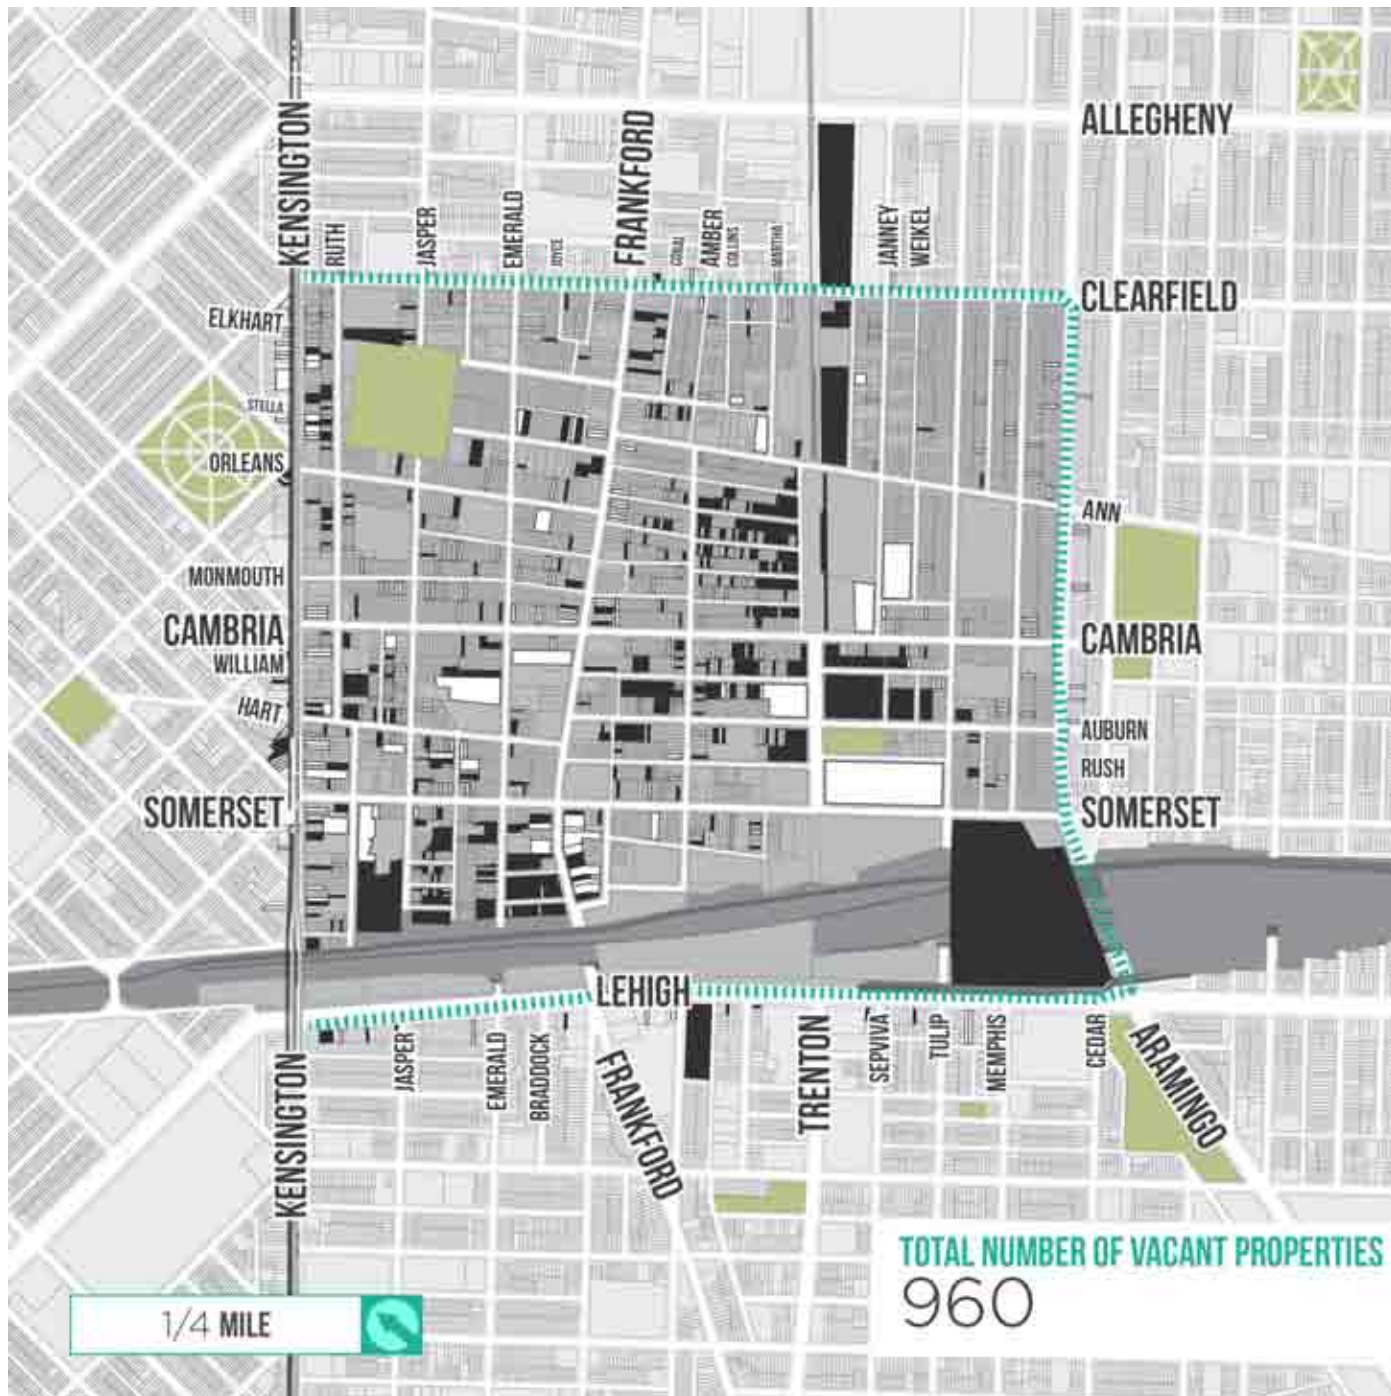 ALLEGHENY
KENSINGTON
RUTH
JASPER
EMERALD
JOYCE
FRANKFORD
CORAL
AMBER
COLLINS
MARTHA
JANNEY
WEIKEL
CLEARFIELD
ELKHART
STELLA
ORLEANS
ANN
MONMOUTH
CAMBRIA
CAMBRIA
WILLIAM
HART
AUBURN
RUSH
SOMERSET
SOMERSET
LEHIGH
KENSINGTON
JASPER
EMERALD
BRADDOCK
FRANKFORD
TRENTON
SEPVIVA
TULIP
MEMPHIS
CEDAR
ARAMINGO
TOTAL NUMBER OF VACANT PROPERTIES
960
1/4 MILE